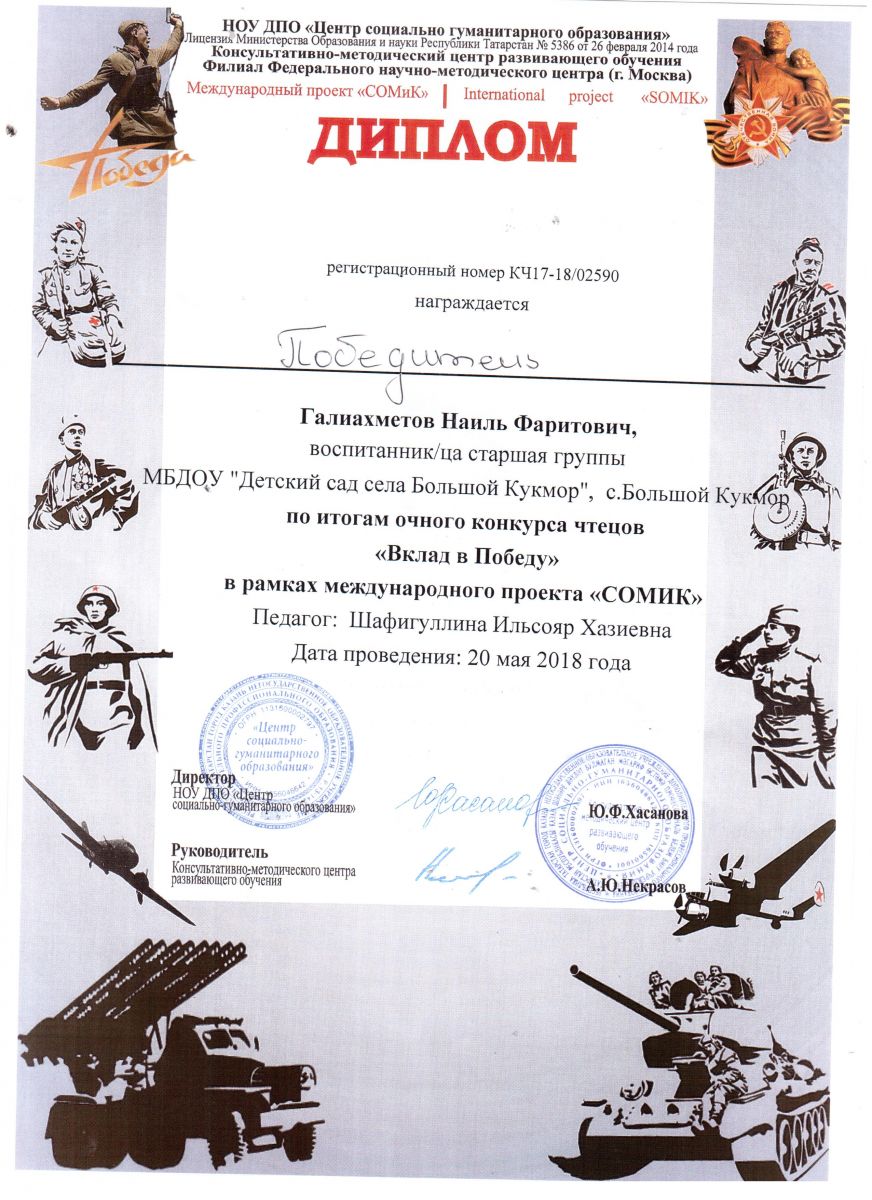 НОУ ДПО «Центр социально гуманитарного образования»
Лицензия Министерства Образования и науки Республики Татарстан № 5386 от 26 февраля 2014 года
Консультативно-методический центр развивающего обучения
Филиал Федерального научно-методического центра (г. Москва)
Международный проект «СОМиК» | International project «SOMIK»
ДИПЛОМ
Победа
регистрационный номер КЧ17-18/02590
награждается
Победитель
Галиахметов Наиль Фаритович,
воспитанник/ца старшая группы
МБДОУ "Детский сад села Большой Кукмор", с.Большой Кукмор
по итогам очного конкурса чтецов
«Вклад в Победу»
в рамках международного проекта «СОМИК»
Педагог: Шафигуллина Ильсояр Хазиевна
Дата проведения: 20 мая 2018 года
«Центр
социально-
гуманитарного
образования»
Директор
НОУ ДПО «Центр
социально-гуманитарного образования»
Ю.Ф.Хасанова
методический центр
развивающего
обучения
Руководитель
Консультативно-методического центра
развивающего обучения
А.Ю.Некрасов